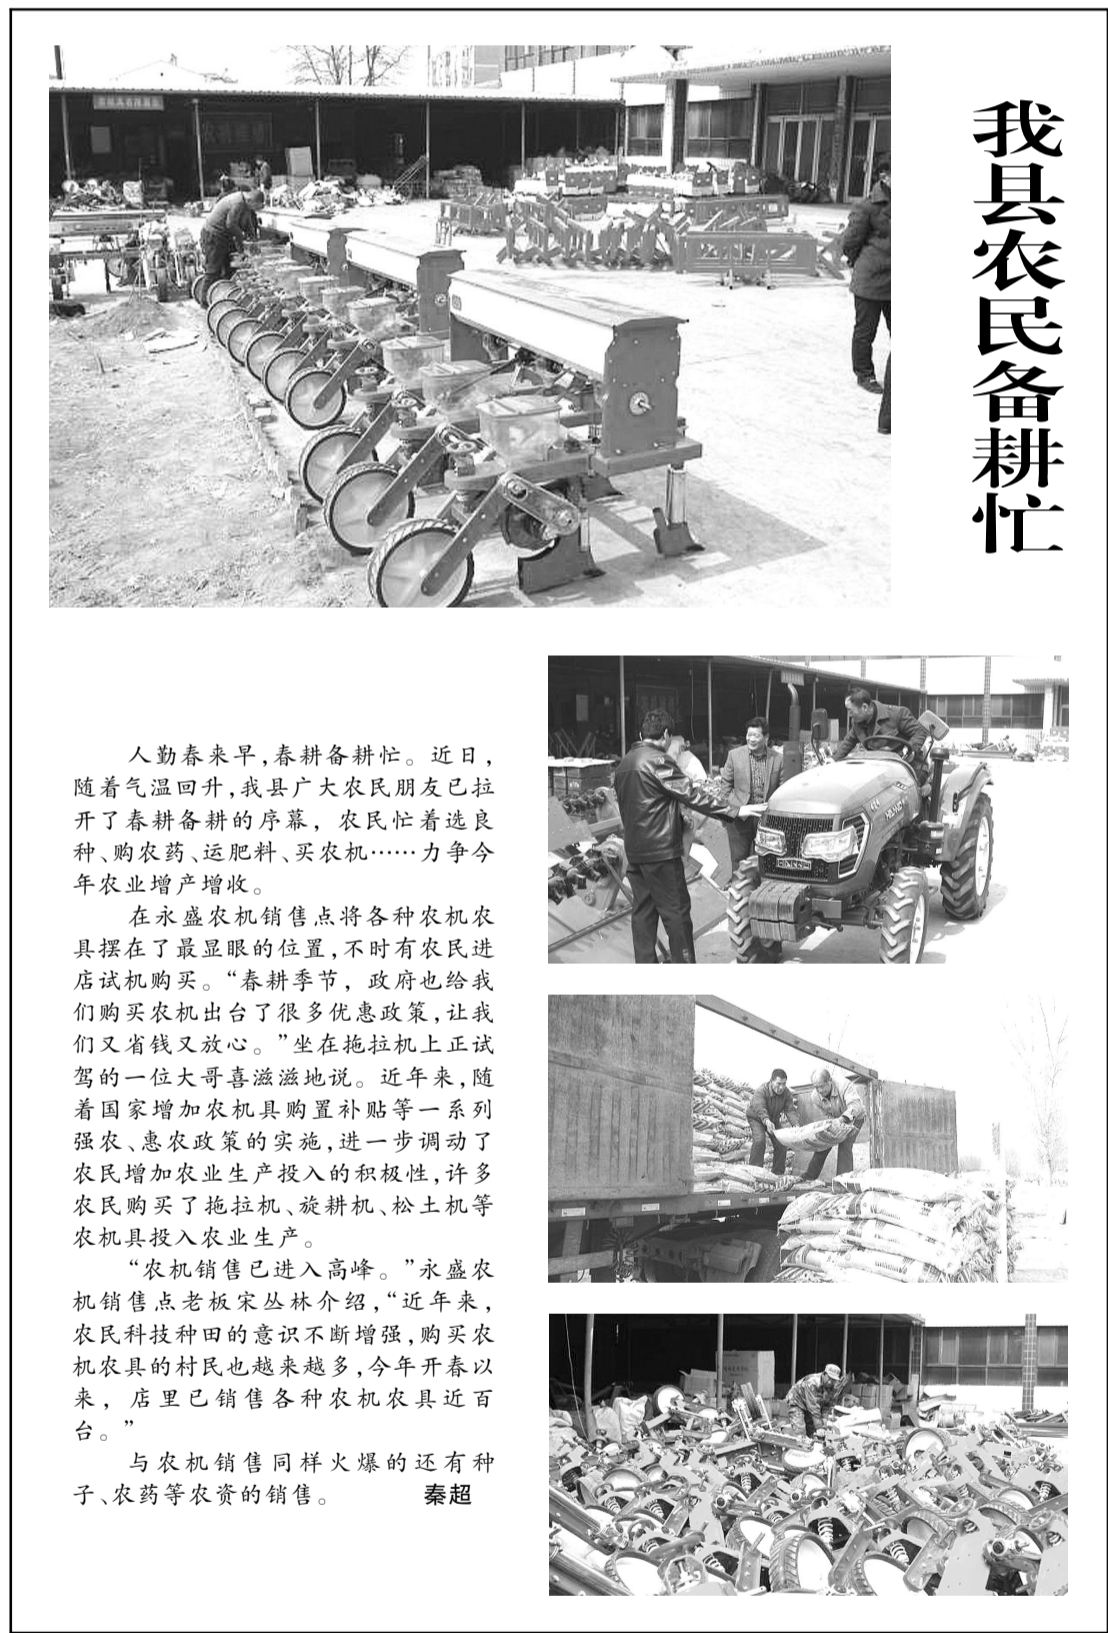 我县农民备耕忙
人勤春来早,春耕备耕忙。近日,
随着气温回升,我县广大农民朋友已拉
开了春耕备耕的序幕，农民忙着选良
种、购农药、运肥料、买农机……力争今
年农业增产增收。
在永盛农机销售点将各种农机农
具摆在了最显眼的位置,不时有农民进
店试机购买。“春耕季节，政府也给我
们购买农机出台了很多优惠政策,让我
们又省钱又放心。”坐在拖拉机上正试
驾的一位大哥喜滋滋地说。近年来,随
着国家增加农机具购置补贴等一系列
强农、惠农政策的实施,进一步调动了
农民增加农业生产投入的积极性,许多
农民购买了拖拉机、旋耕机、松土机等
农机具投入农业生产。
“农机销售已进入高峰。”永盛农
机销售点老板宋丛林介绍,“近年来,
农民科技种田的意识不断增强,购买农
机农具的村民也越来越多,今年开春以
来，店里已销售各种农机农具近百
台。”
与农机销售同样火爆的还有种
子、农药等农资的销售。 秦超